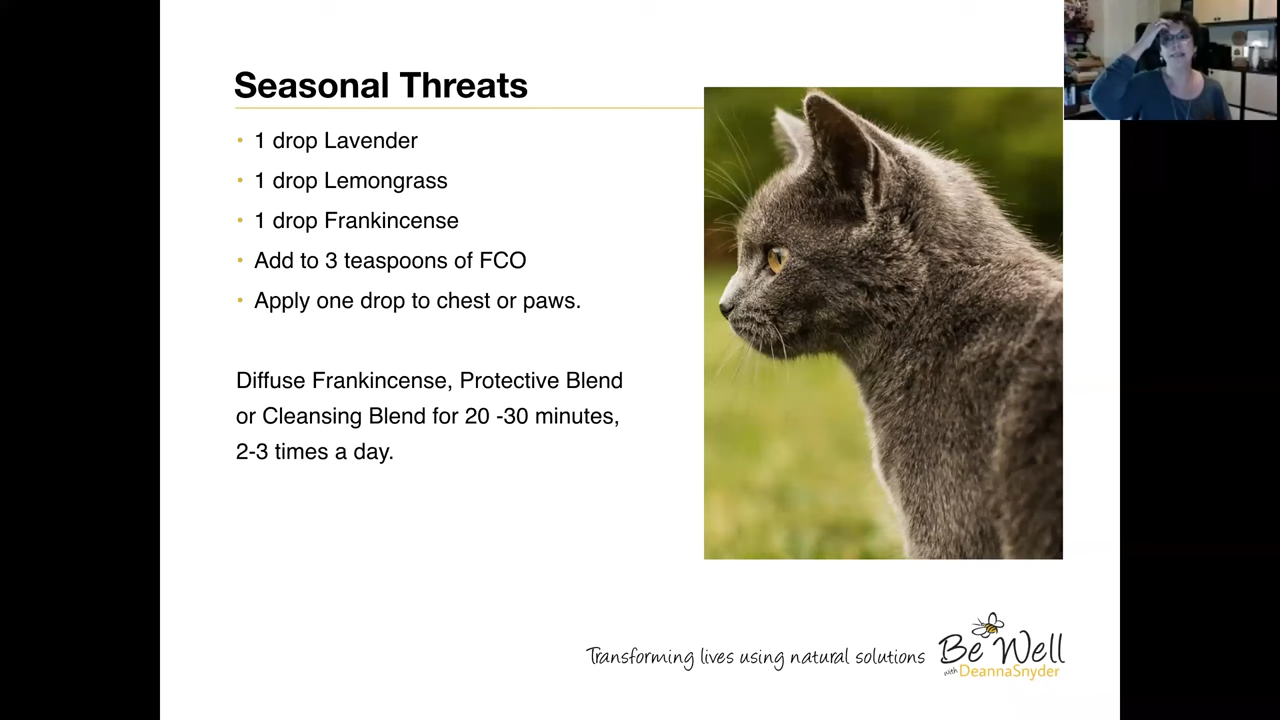 Seasonal Threats
• 1 drop Lavender
• 1 drop Lemongrass
• 1 drop Frankincense
• Add to 3 teaspoons of FCO
• Apply one drop to chest or paws.
Diffuse Frankincense, Protective Blend
or Cleansing Blend for 20 -30 minutes,
2-3 times a day.
Transforming lives using natural solutions
Be Well
with DeannaSnyder